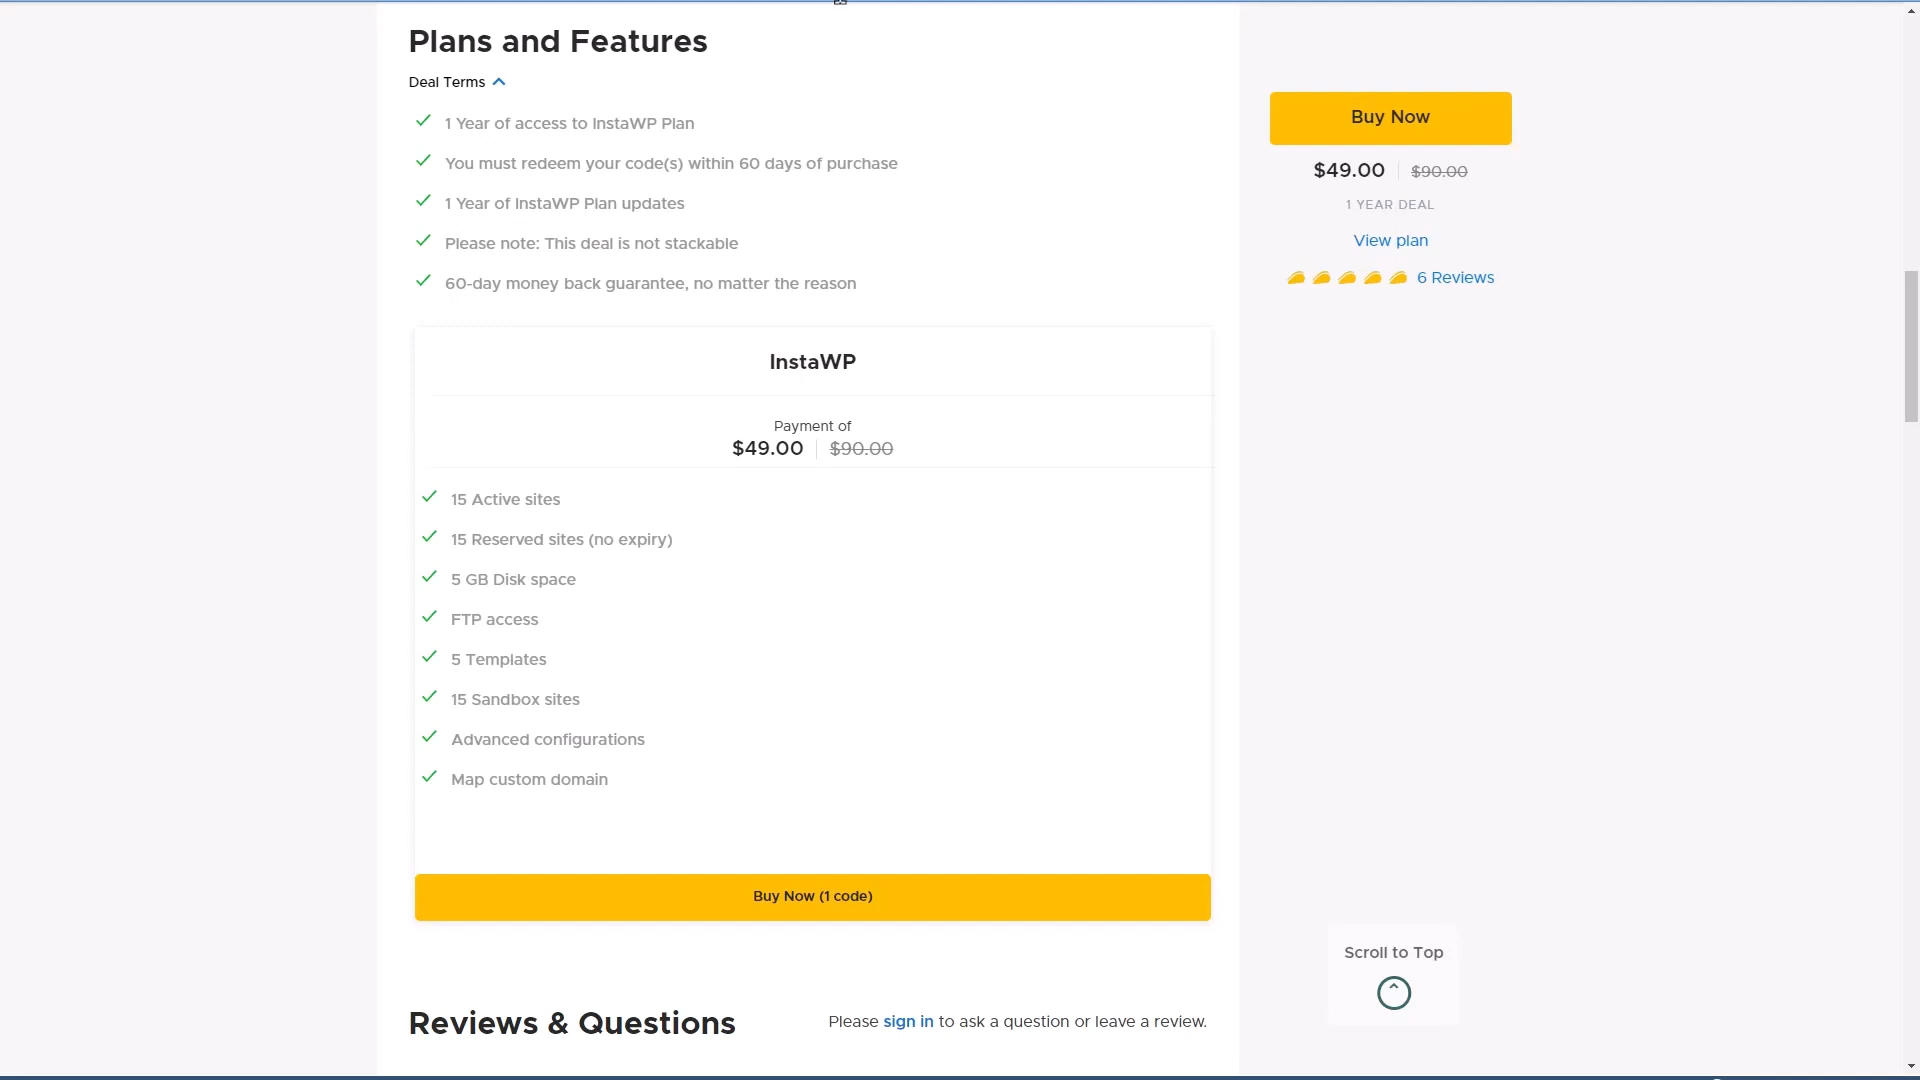 Plans and Features
Deal Terms
1 Year of access to InstaWP Plan
You must redeem your code(s) within 60 days of purchase
1 Year of InstaWP Plan updates
Please note: This deal is not stackable
60-day money back guarantee, no matter the reason
Buy Now
$49.00 $90.00
1 YEAR DEAL
View plan
6 Reviews
InstaWP
Payment of
$49.00 $90.00
15 Active sites
15 Reserved sites (no expiry)
5 GB Disk space
FTP access
5 Templates
15 Sandbox sites
Advanced configurations
Map custom domain
Buy Now (1 code)
Scroll to Top
Reviews & Questions
Please sign in to ask a question or leave a review.